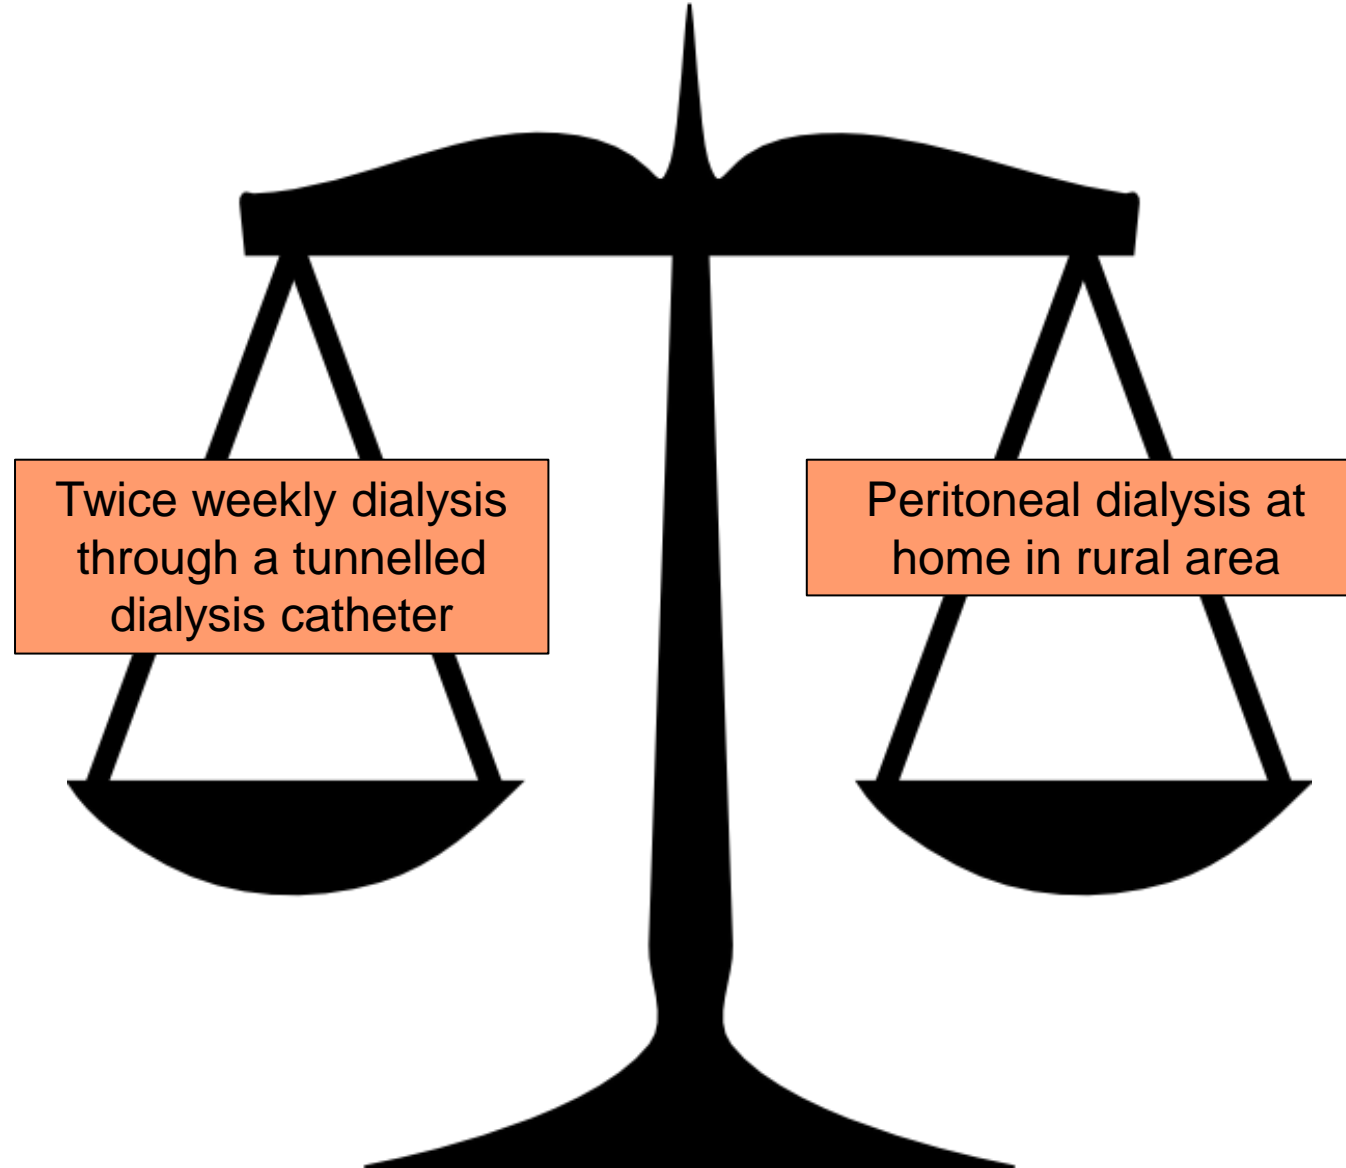 Twice weekly dialysis
through a tunnelled
dialysis catheter
Peritoneal dialysis at
home in rural area